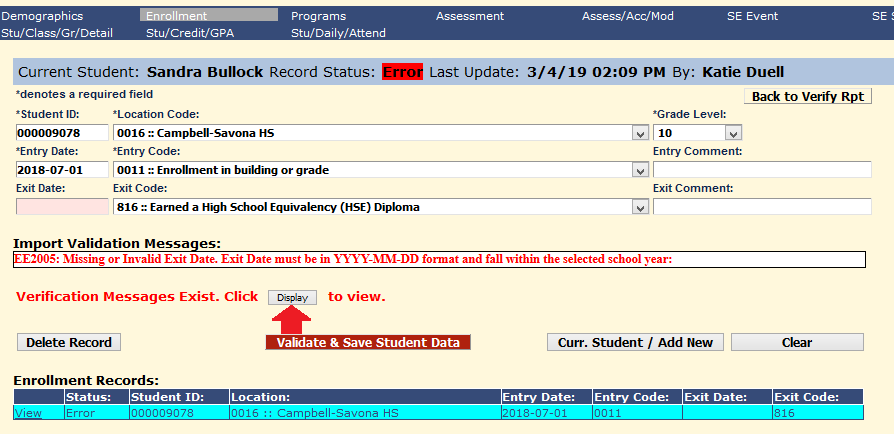 Demographics Enrollment Programs Assessment Assess/Acc/Mod SE Event SE S
Stu/Class/Gr/Detail Stu/Credit/GPA Stu/Daily/Attend
Current Student: Sandra Bullock Record Status: Error Last Update: 3/4/19 02:09 PM By: Katie Duell
*denotes a required field Back to Verify Rpt
*Student ID: *Location Code: *Grade Level:
000009078 0016 :: Campbell-Savona HS 10
*Entry Date: *Entry Code: Entry Comment:
2018-07-01 0011 :: Enrollment in building or grade
Exit Date: Exit Code: Exit Comment:
816 :: Earned a High School Equivalency (HSE) Diploma
Import Validation Messages:
EE2005: Missing or Invalid Exit Date. Exit Date must be in YYYY-MM-DD format and fall within the selected school year:
Verification Messages Exist. Click Display to view.
Delete Record Validate & Save Student Data Curr. Student / Add New Clear
Enrollment Records:
Status: Student ID: Location: Entry Date: Entry Code: Exit Date: Exit Code:
View Error 000009078 0016 :: Campbell-Savona HS 2018-07-01 0011 816